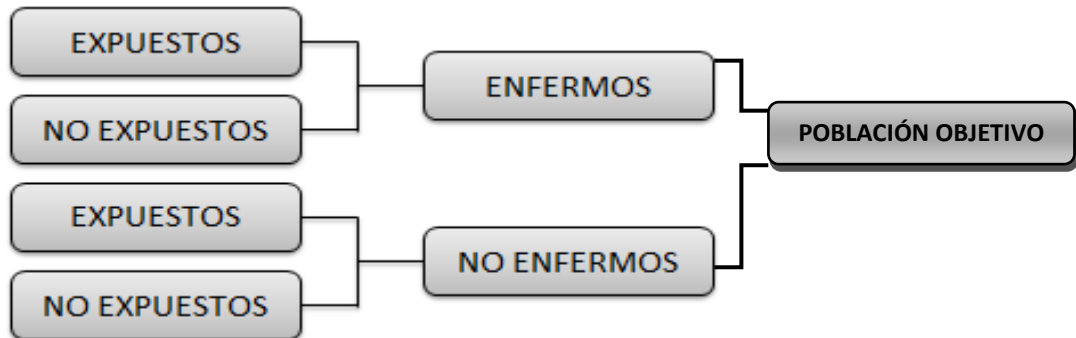 EXPUESTOS
ENFERMOS
NO EXPUESTOS
POBLACIÓN OBJETIVO
EXPUESTOS
NO ENFERMOS
NO EXPUESTOS